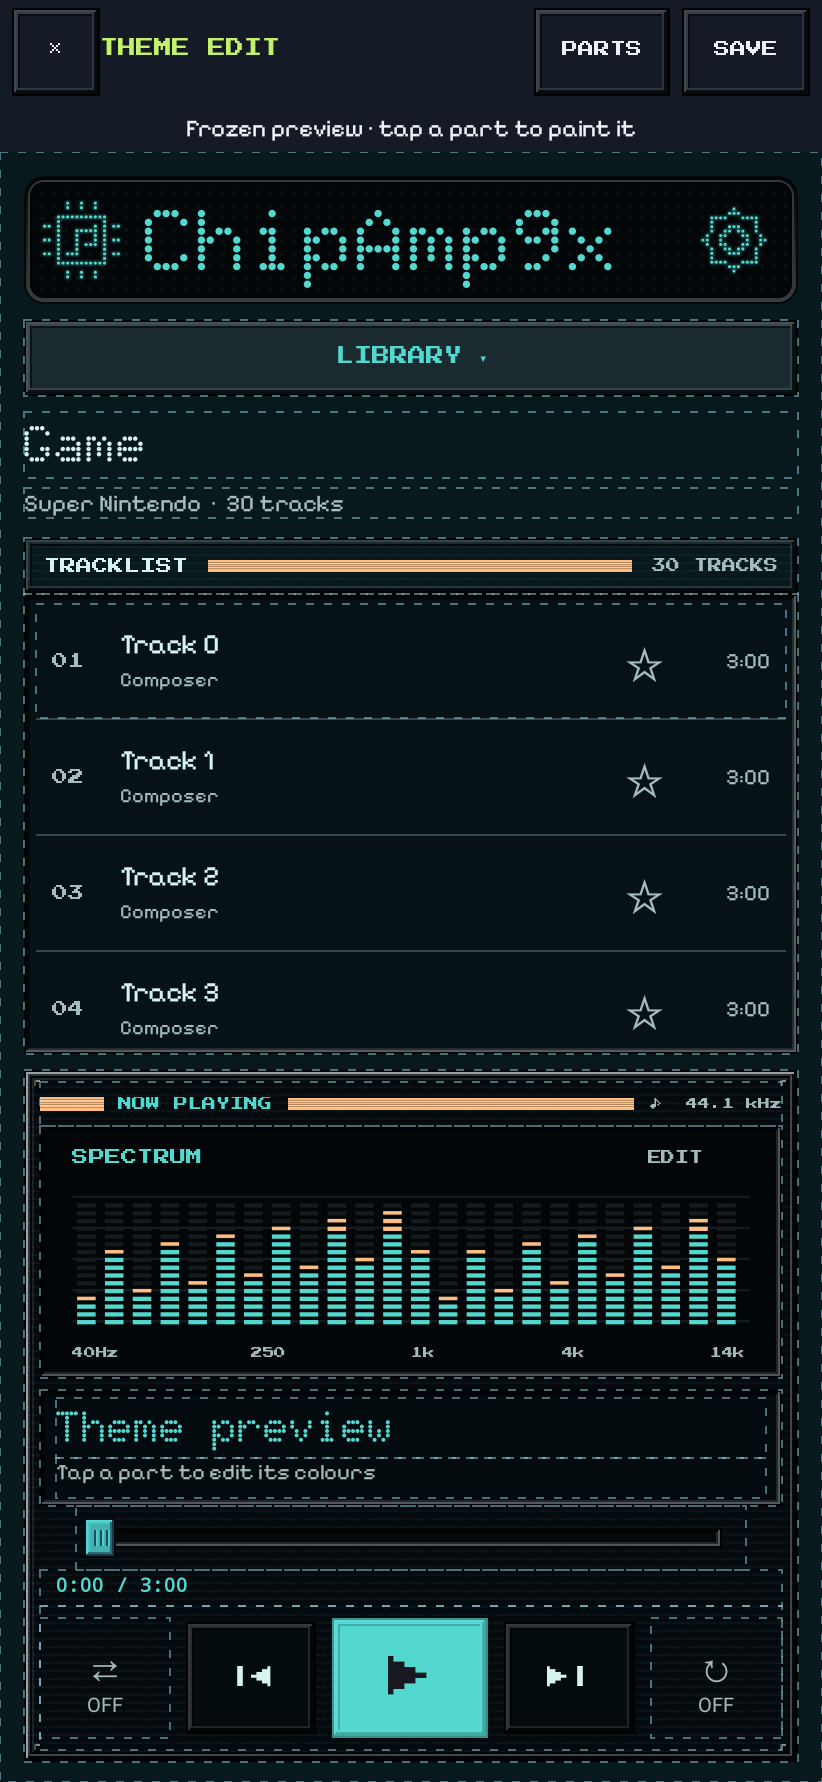 × THEME EDIT PARTS SAVE
Frozen preview · tap a part to paint it
ChipAmp9x
LIBRARY ▾
Game
Super Nintendo · 30 tracks
TRACKLIST 30 TRACKS
01 Track 0 ☆ 3:00
Composer
02 Track 1 ☆ 3:00
Composer
03 Track 2 ☆ 3:00
Composer
04 Track 3 ☆ 3:00
Composer
NOW PLAYING ♪ 44.1 kHz
SPECTRUM EDIT
40Hz 250 1k 4k 14k
Theme preview
Tap a part to edit its colours
0:00 / 3:00
OFF OFF